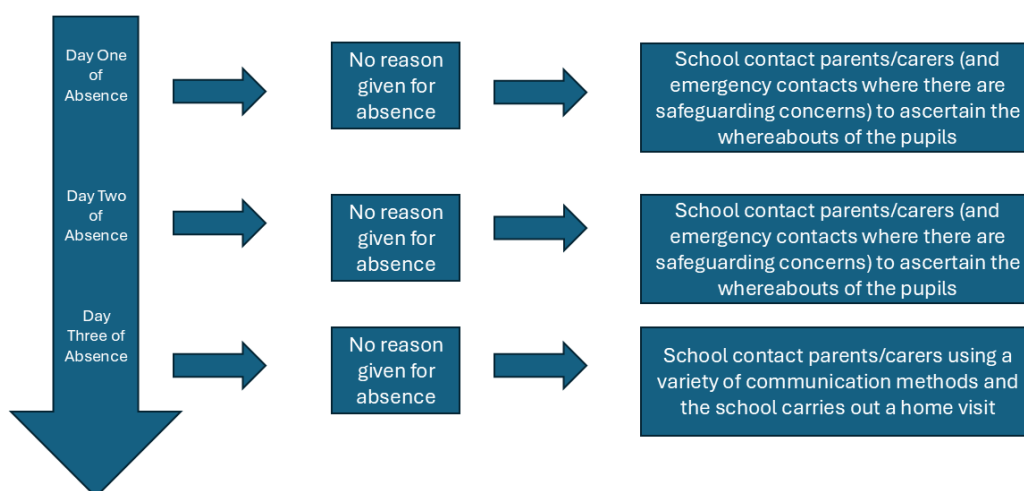 Day One
of
Absence
No reason
given for
absence
School contact parents/carers (and
emergency contacts where there are
safeguarding concerns) to ascertain the
whereabouts of the pupils
Day Two
of
Absence
No reason
given for
absence
School contact parents/carers (and
emergency contacts where there are
safeguarding concerns) to ascertain the
whereabouts of the pupils
Day
Three of
Absence
No reason
given for
absence
School contact parents/carers using a
variety of communication methods and
the school carries out a home visit